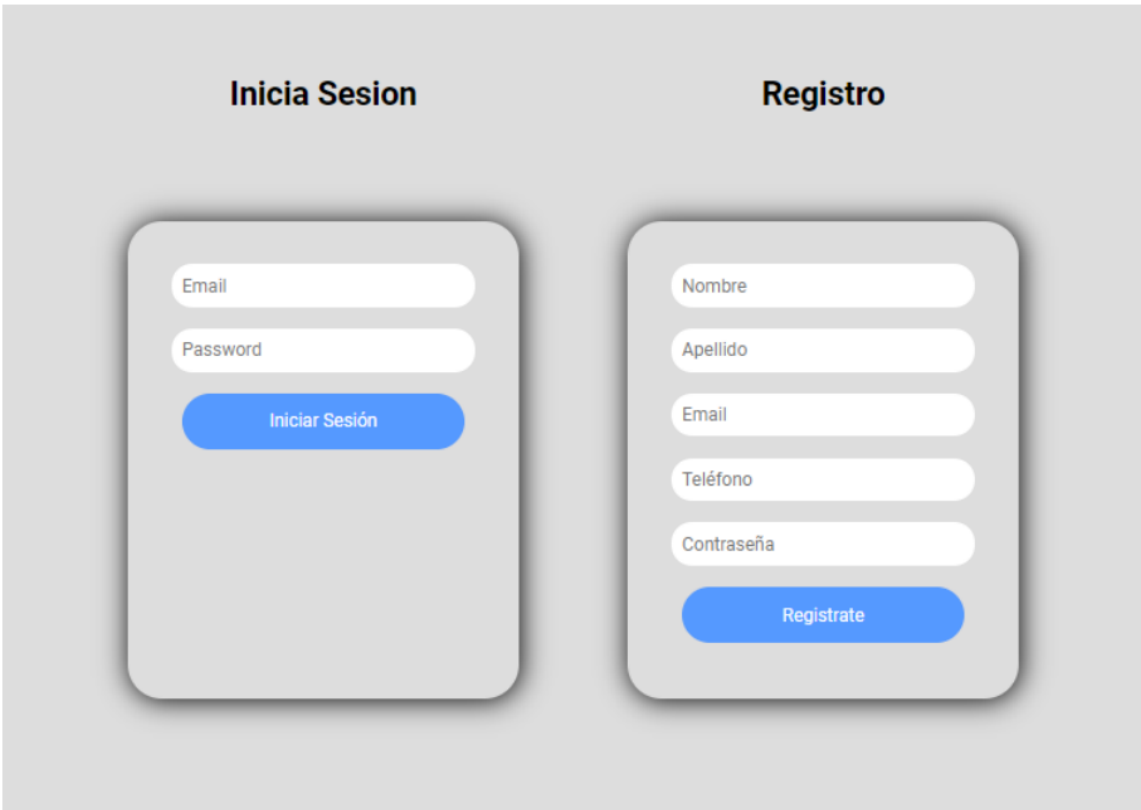 Inicia Sesion
Email
Password
Iniciar Sesión
Registro
Nombre
Apellido
Email
Teléfono
Contraseña
Registrate